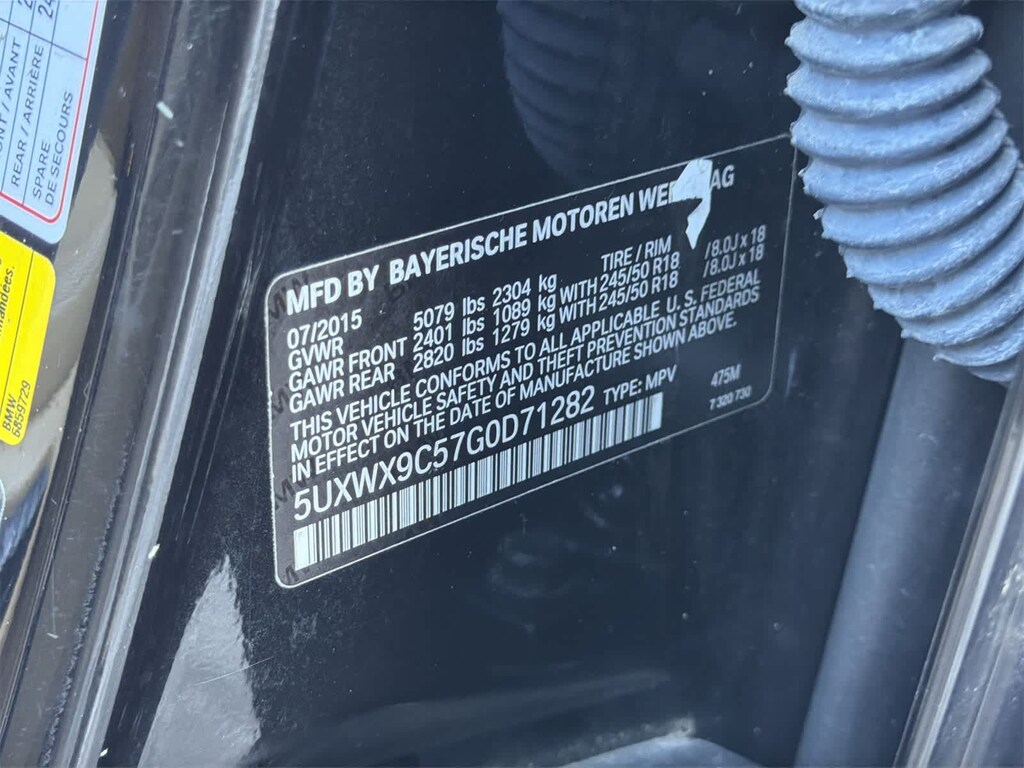 24
REAR / ARRIÈRE
SPARE
DE SECOURS
BMW
68597229
MFD BY BAYERISCHE MOTOREN AG
07/2015
GVWR 5079 lbs 2304 kg TIRE / RIM
GAWR FRONT 2401 lbs 1089 kg WITH 245/50 R18 /8.0J x 18
GAWR REAR 2820 lbs 1279 kg WITH 245/50 R18 /8.0J x 18
THIS VEHICLE CONFORMS TO ALL APPLICABLE U. S. FEDERAL
MOTOR VEHICLE SAFETY AND THEFT PREVENTION STANDARDS
IN EFFECT ON THE DATE OF MANUFACTURE SHOWN ABOVE.
5UXWX9C57G0D71282 TYPE: MPV 475M
7 320 730